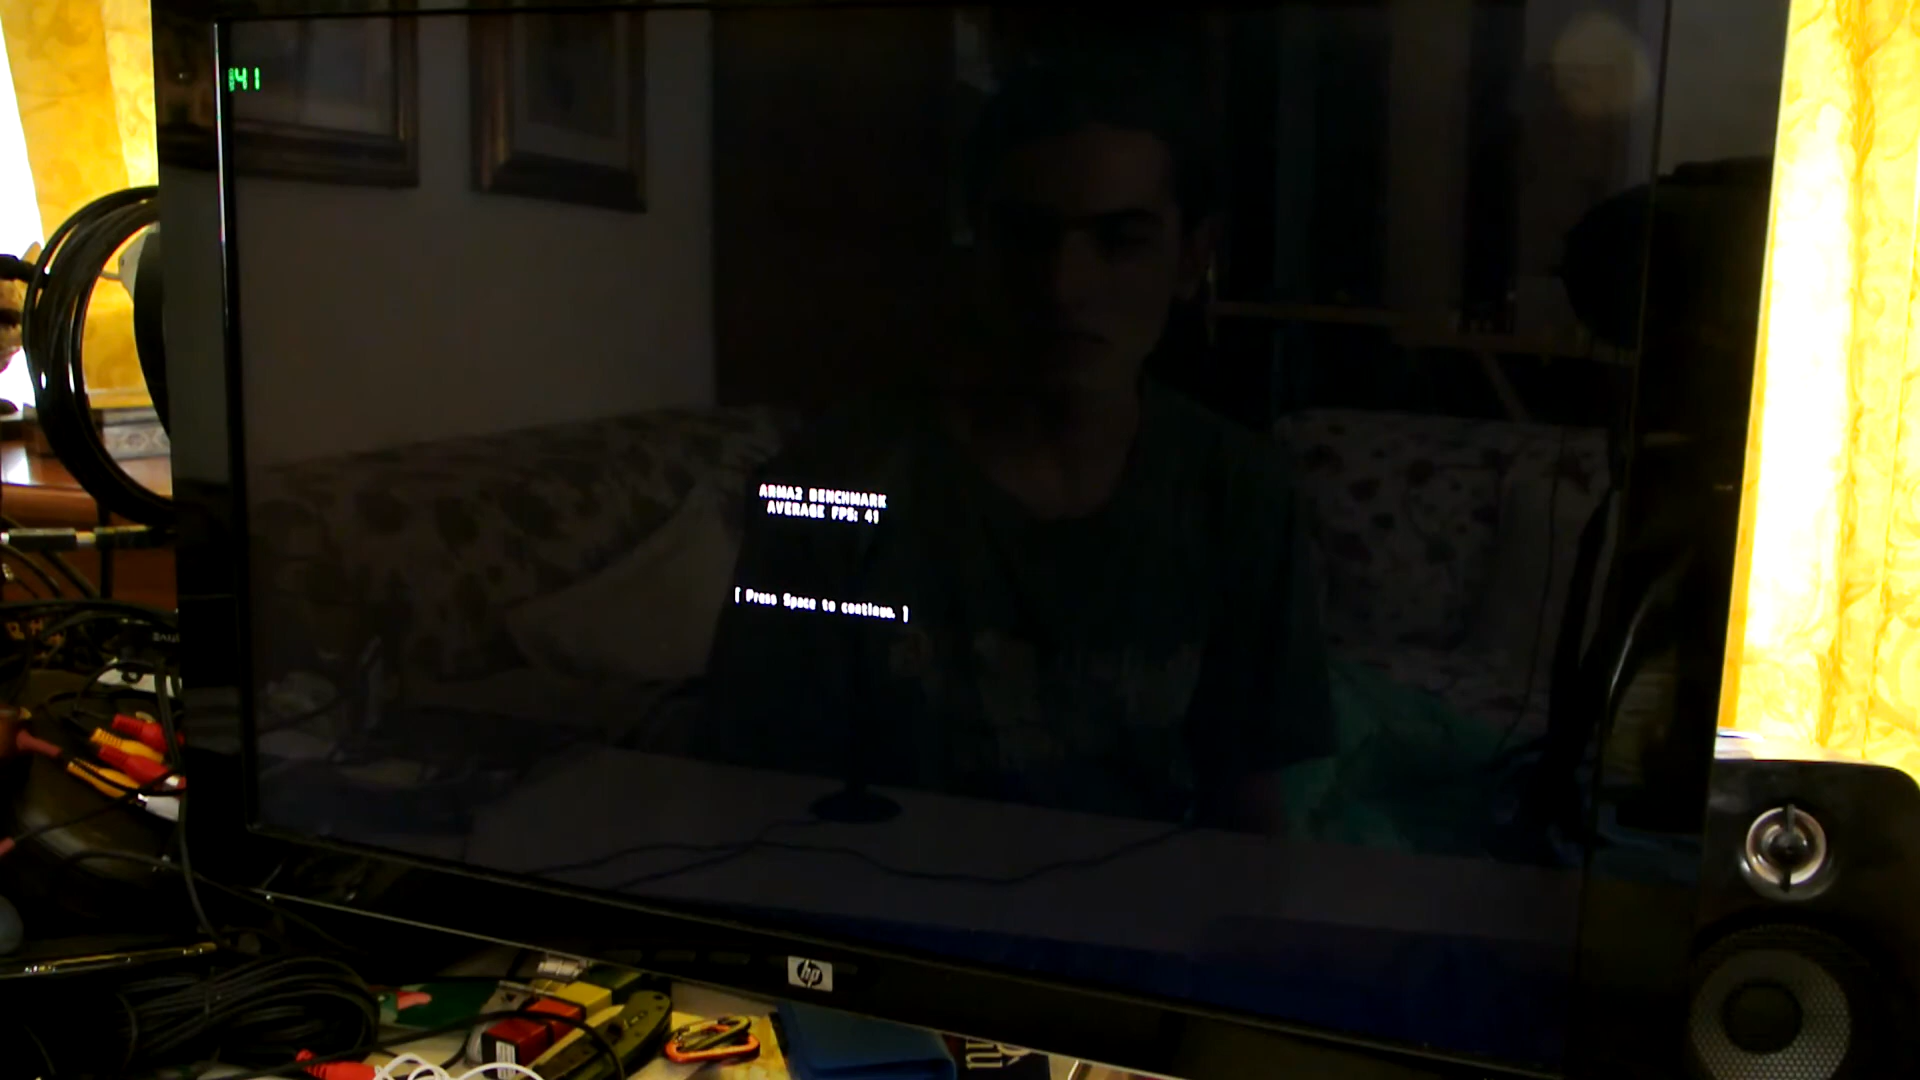 41
ARMA2 BENCHMARK
AVERAGE FPS: 41
[ Press Space to continue. ]
hp